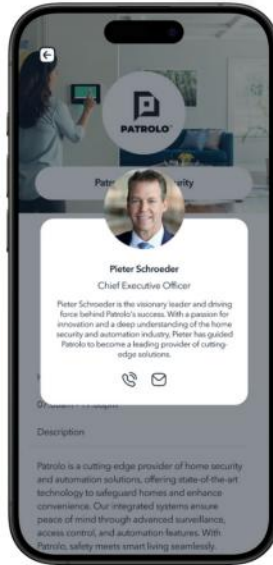 PATROLO
Pat
urity
Pieter Schroeder
Chief Executive Officer
Pieter Schroeder is the visionary leader and driving
force behind Patrolo's success. With a passion for
innovation and a deep understanding of the home
security and automation industry, Pieter has guided
Patrolo to become a leading provider of cutting-
edge solutions.
Description
Patrolo is a cutting-edge provider of home security
and automation solutions, offering state-of-the-art
technology to safeguard homes and enhance
convenience. Our integrated systems ensure
peace of mind through advanced surveillance,
access control, and automation features. With
Patrolo, safety meets smart living seamlessly.